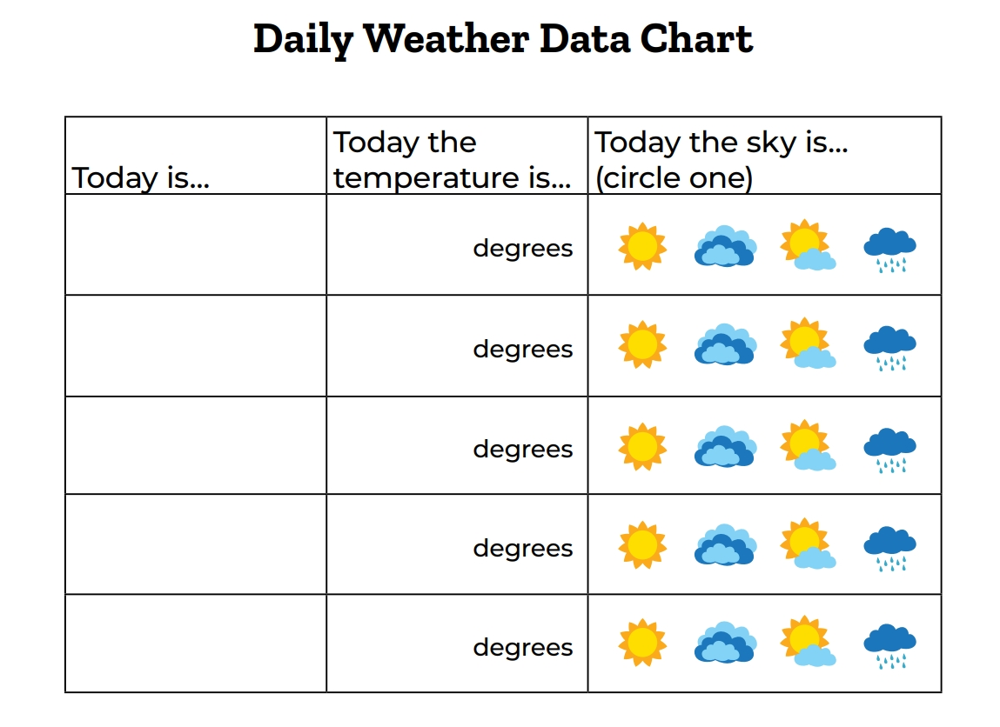 Daily Weather Data Chart
Today is...
Today the
temperature is...
Today the sky is...
(circle one)
degrees
degrees
degrees
degrees
degrees